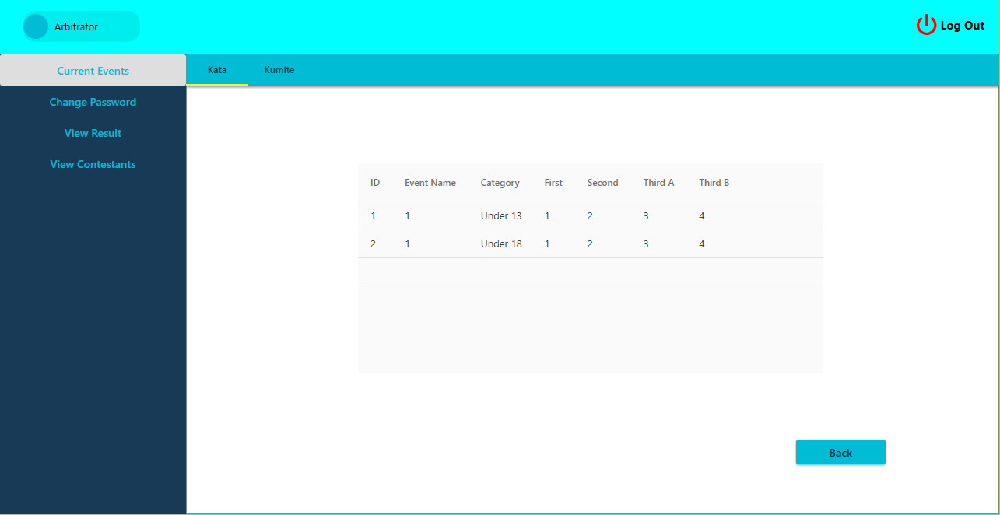 Arbitrator
Log Out
Current Events
Kata Kumite
Change Password
View Result
View Contestants
ID Event Name Category First Second Third A Third B
1 1 Under 13 1 2 3 4
2 1 Under 18 1 2 3 4
Back